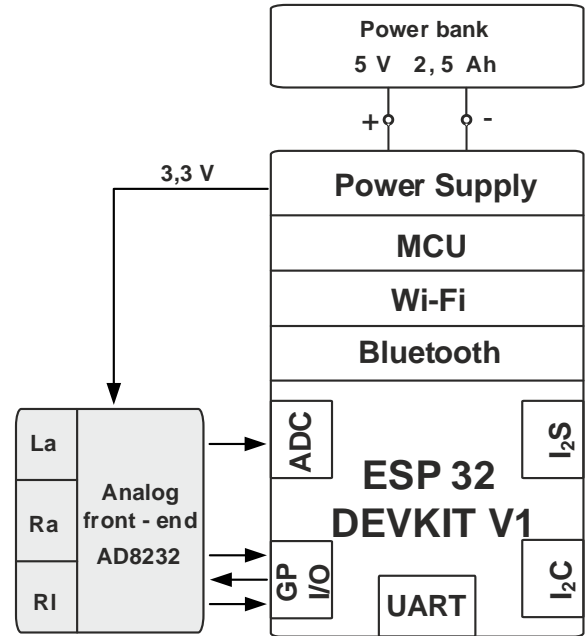 Power bank
5 V 2,5 Ah
+ -
3,3 V
Power Supply
MCU
Wi-Fi
Bluetooth
La
Ra
Rl
Analog
front - end
AD8232
ADC
I2S
ESP 32
DEVKIT V1
GP
I/O
I2C
UART